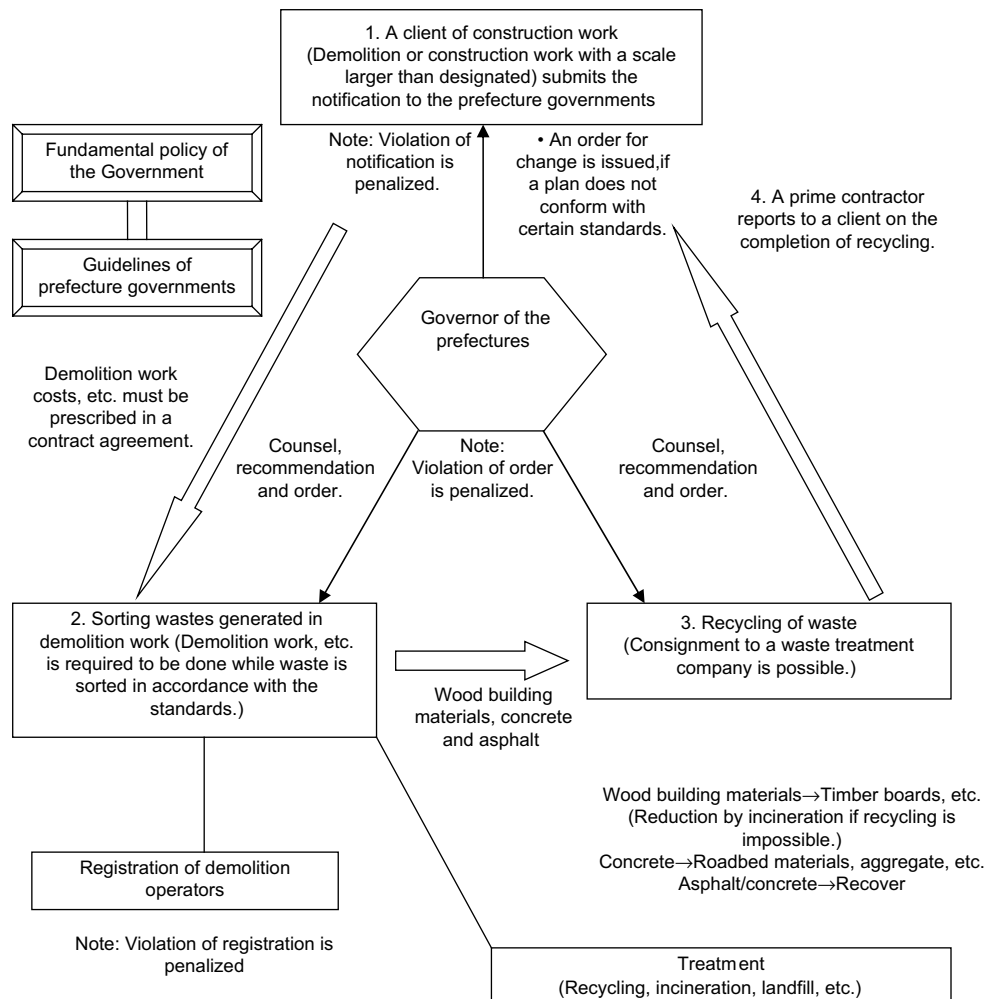 1. A client of construction work
(Demolition or construction work with a scale
larger than designated) submits the
notification to the prefecture governments
Fundamental policy of
the Government
Guidelines of
prefecture governments
Note: Violation of
notification is
penalized.
• An order for
change is issued,if
a plan does not
conform with
certain standards.
4. A prime contractor
reports to a client on the
completion of recycling.
Governor of the
prefectures
Demolition work
costs, etc. must be
prescribed in a
contract agreement.
Counsel,
recommendation
and order.
Note:
Violation of order
is penalized.
Counsel,
recommendation
and order.
2. Sorting wastes generated in
demolition work (Demolition work, etc.
is required to be done while waste is
sorted in accordance with the
standards.)
Wood building
materials, concrete
and asphalt
3. Recycling of waste
(Consignment to a waste treatment
company is possible.)
Wood building materials→Timber boards, etc.
(Reduction by incineration if recycling is
impossible.)
Concrete→Roadbed materials, aggregate, etc.
Asphalt/concrete→Recover
Registration of demolition
operators
Note: Violation of registration is
penalized
Treatment
(Recycling, incineration, landfill, etc.)